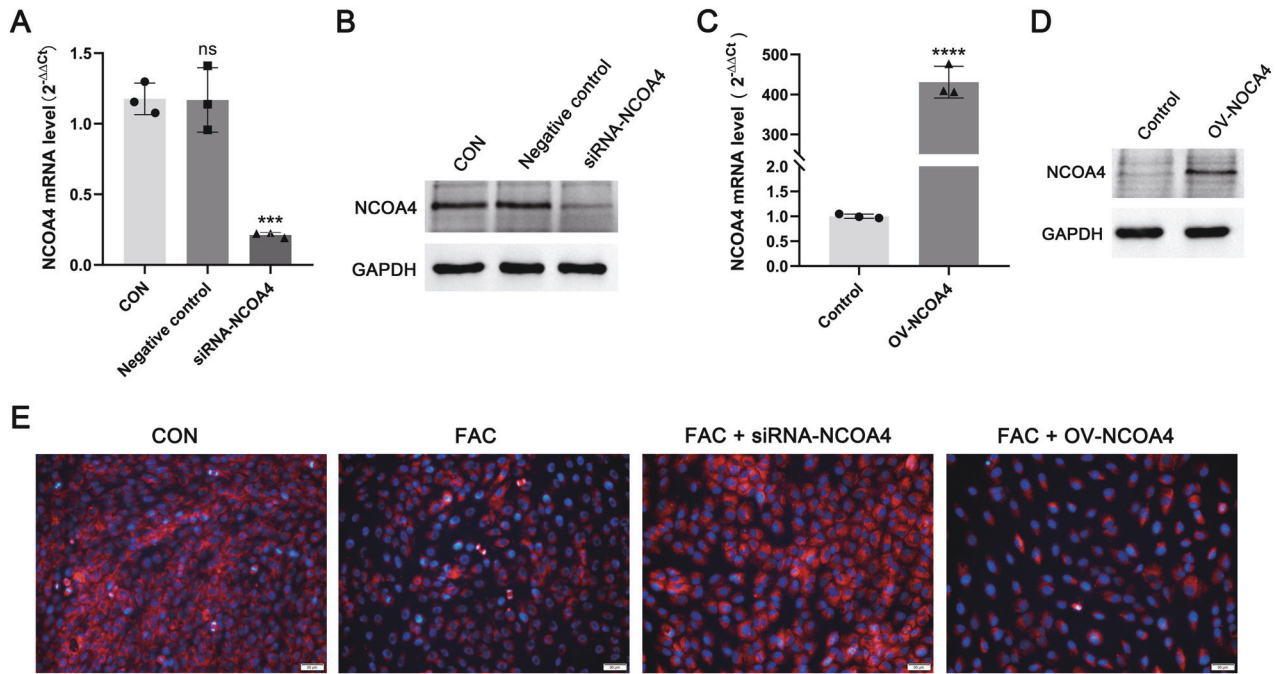 A
NCOA4 mRNA level (2-ΔΔCt)
1.5
1.0
0.5
0.0
ns
***
CON
Negative control
siRNA-NCOA4
B
CON
Negative control
siRNA-NCOA4
NCOA4
GAPDH
C
NCOA4 mRNA level ( 2-ΔΔCt)
500
400
300
2.0
1.5
1.0
0.5
0.0
****
Control
OV-NCOA4
D
Control
OV-NOCA4
NCOA4
GAPDH
E
CON
FAC
FAC + siRNA-NCOA4
FAC + OV-NCOA4